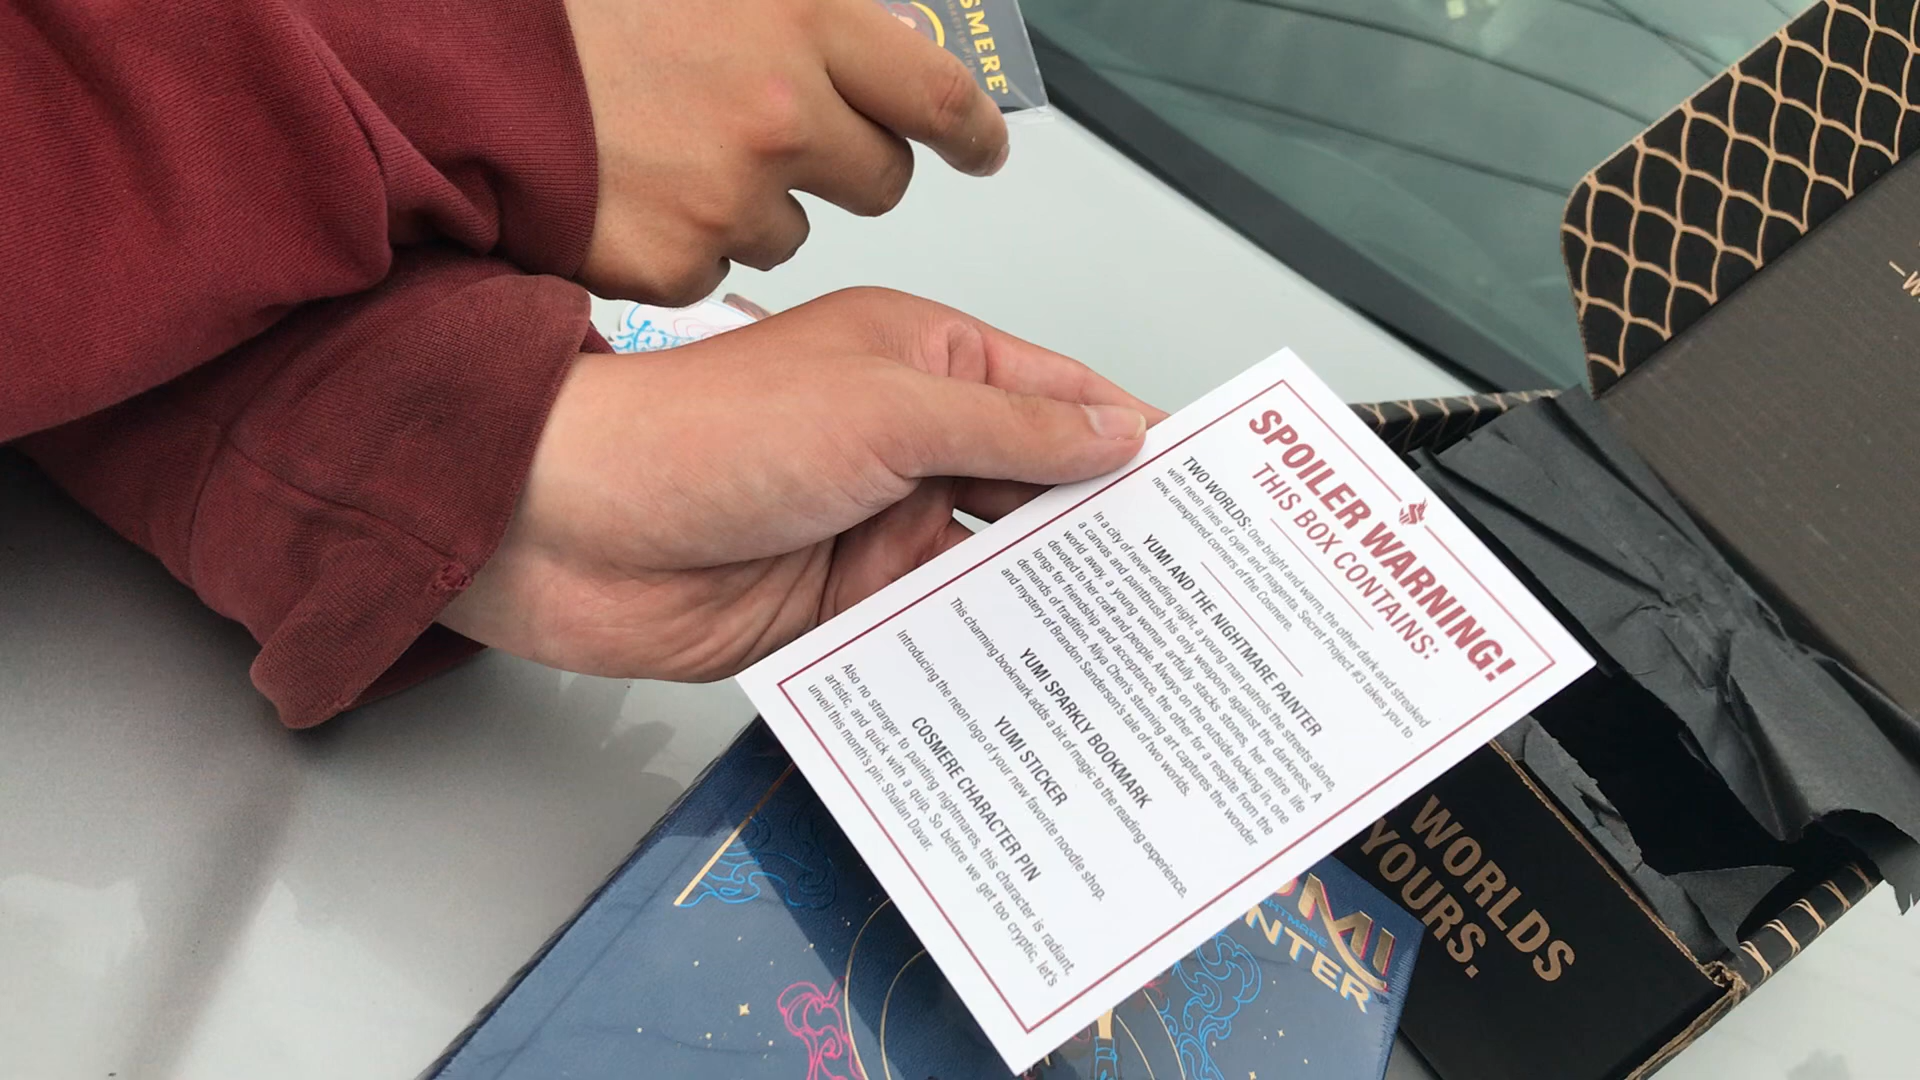 SPOILER WARNING!
THIS BOX CONTAINS:
TWO WORLDS: One bright and warm, the other dark and streaked
with neon lines of cyan and magenta. Secret Project #3 takes you to
new, unexplored corners of the Cosmere.
YUMI AND THE NIGHTMARE PAINTER
In a city of never-ending night, a young man patrols the streets alone,
a canvas and paintbrush his only weapons against the darkness. A
world away, a young woman artfully stacks stones, her entire life
devoted to her craft and people. Always on the outside looking in, one
longs for friendship and acceptance, the other for a respite from the
demands of tradition. Aliya Chen's stunning art captures the wonder
and mystery of Brandon Sanderson's tale of two worlds.
YUMI SPARKLY BOOKMARK
This charming bookmark adds a bit of magic to the reading experience.
YUMI STICKER
Introducing the neon logo of your new favorite noodle shop.
COSMERE CHARACTER PIN
Also no stranger to painting nightmares, this character is radiant,
artistic, and quick with a quip. So before we get too cryptic, let's
unveil this month's pin: Shallan Davar.
SMERE
UMI
NIGHTMARE
NTER
WORLDS
YOURS.